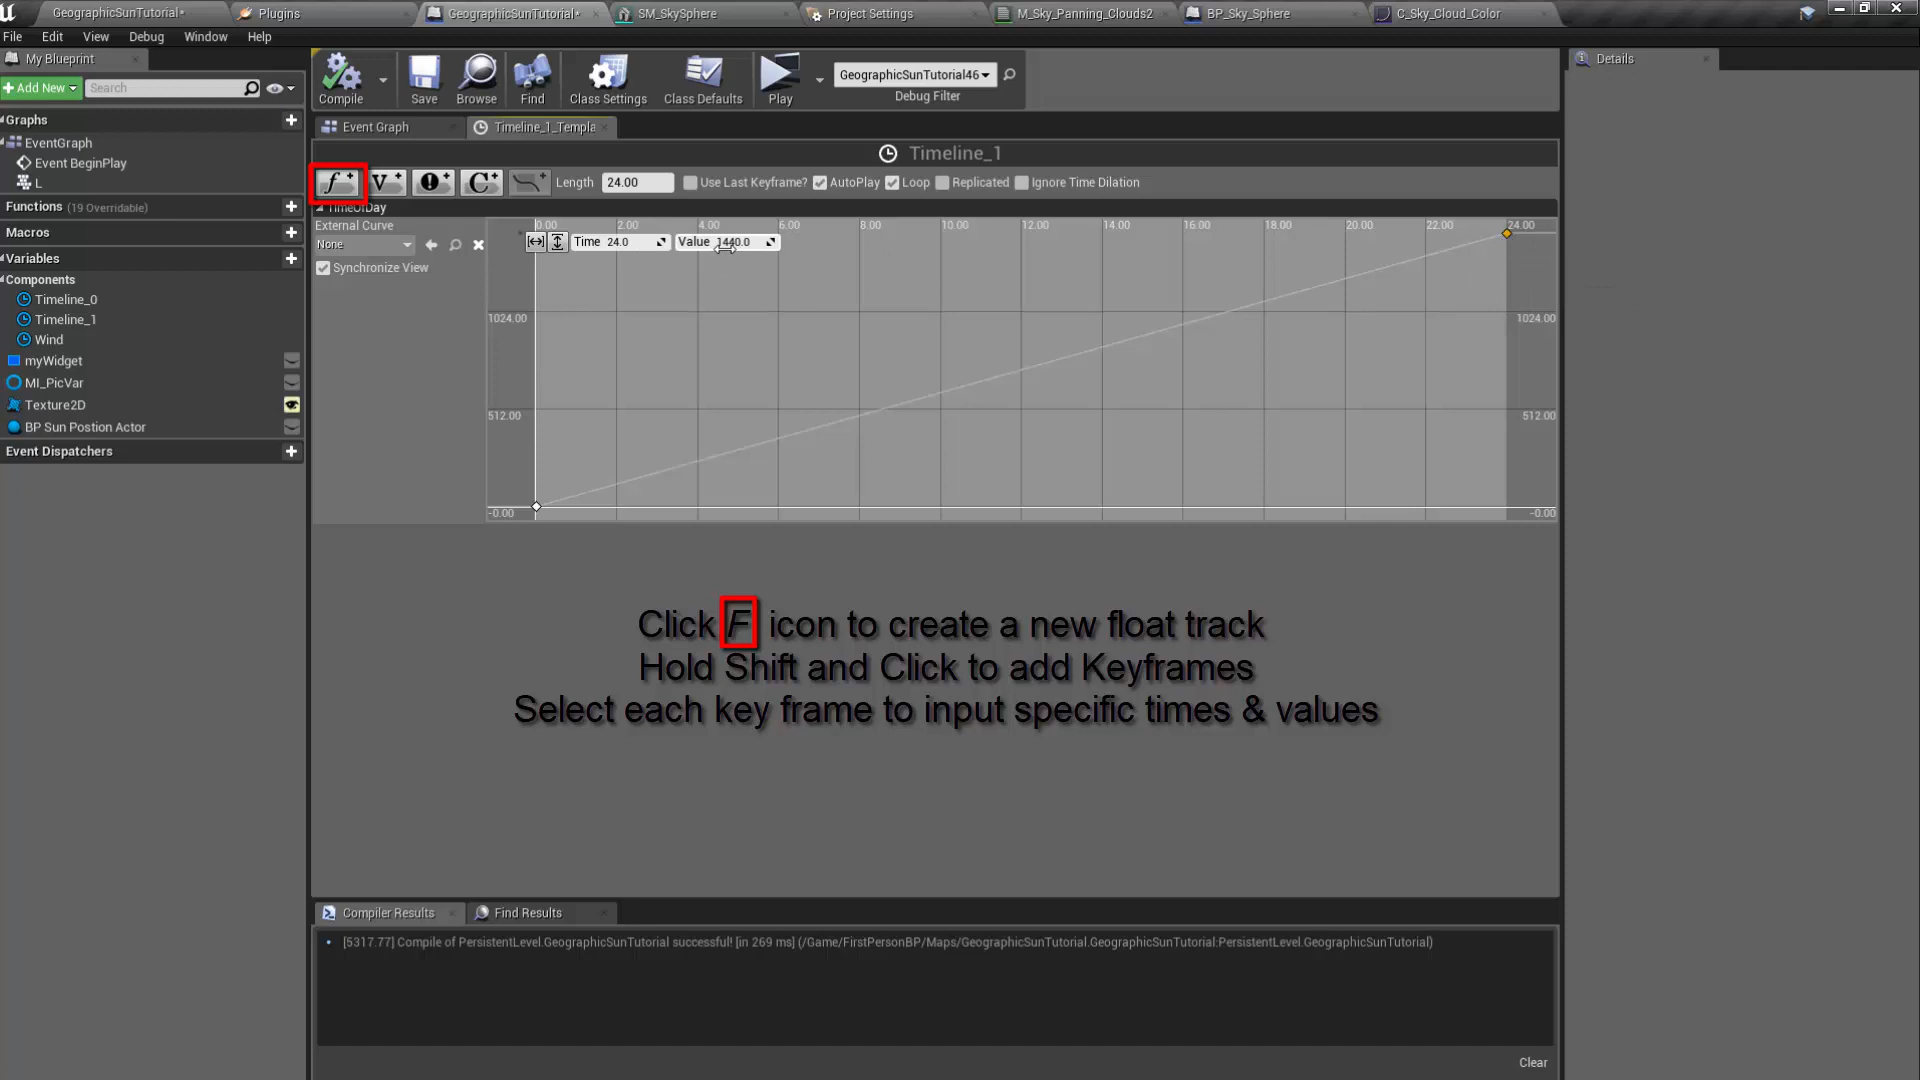 GeographicSunTutorial*
Plugins
GeographicSunTutorial*
SM_SkySphere
Project Settings
M_Sky_Panning_Clouds2
BP_Sky_Sphere
C_Sky_Cloud_Color
File Edit View Debug Window Help
My Blueprint
Details
Add New
Search
Compile
Save
Browse
Find
Class Settings
Class Defaults
Play
GeographicSunTutorial46
Debug Filter
Graphs
EventGraph
Event BeginPlay
L
Functions (19 Overridable)
Macros
Variables
Components
Timeline_0
Timeline_1
Wind
myWidget
MI_PicVar
Texture2D
BP Sun Postion Actor
Event Dispatchers
Event Graph
Timeline_1_Templa
Timeline_1
f+ V+ !+ C+ Length 24.00 Use Last Keyframe? AutoPlay Loop Replicated Ignore Time Dilation
TimeOfDay
External Curve
None
Synchronize View
0.00 2.00 4.00 6.00 8.00 10.00 12.00 14.00 16.00 18.00 20.00 22.00 24.00
Time 24.0 Value 1440.0
1024.00 1024.00
512.00 512.00
-0.00 -0.00
Click F icon to create a new float track
Hold Shift and Click to add Keyframes
Select each key frame to input specific times & values
Compiler Results
Find Results
[5317.77] Compile of PersistentLevel.GeographicSunTutorial successful! [in 269 ms] (/Game/FirstPersonBP/Maps/GeographicSunTutorial.GeographicSunTutorial:PersistentLevel.GeographicSunTutorial)
Clear